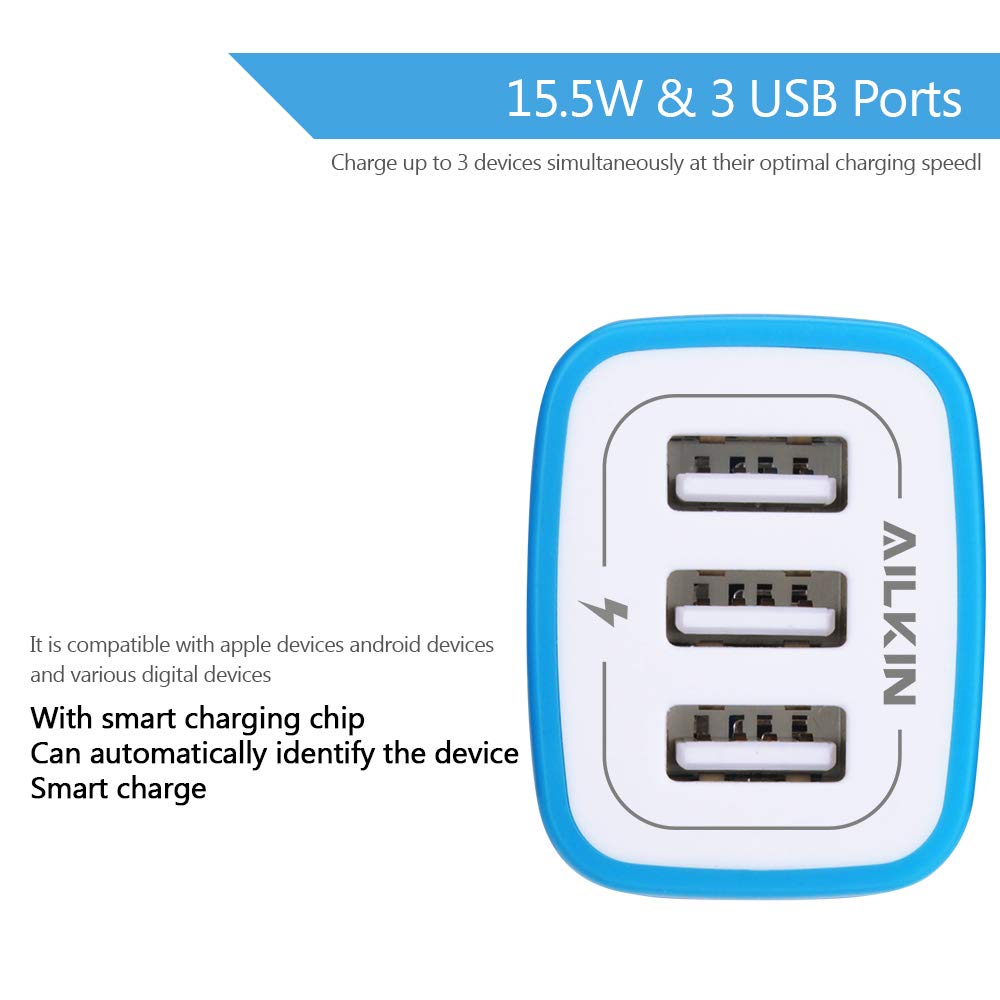 15.5W & 3 USB Ports
Charge up to 3 devices simultaneously at their optimal charging speedl
AILKIN
It is compatible with apple devices android devices
and various digital devices
With smart charging chip
Can automatically identify the device
Smart charge